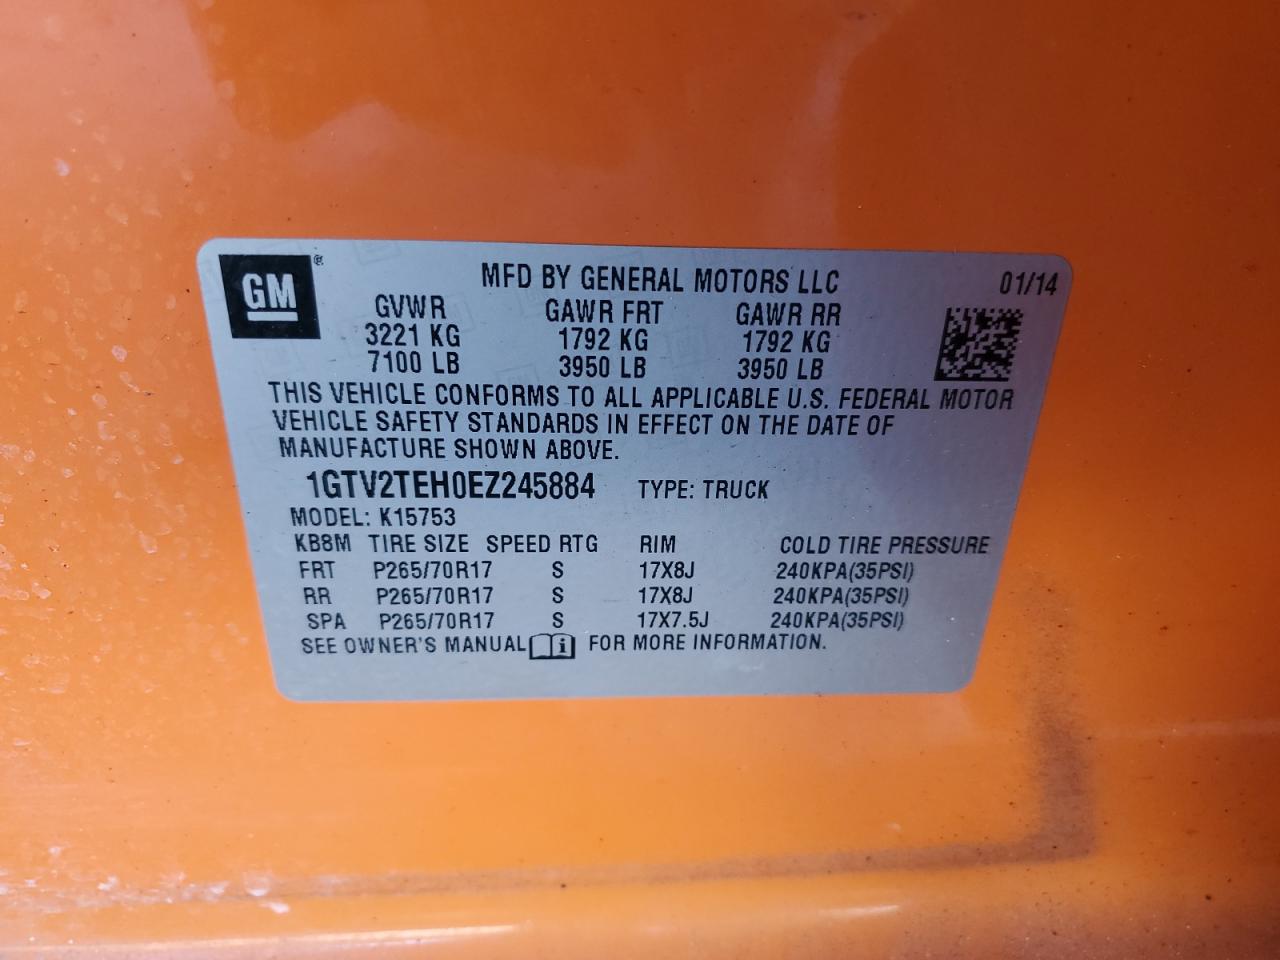 GM®
MFD BY GENERAL MOTORS LLC 01/14
GVWR GAWR FRT GAWR RR
3221 KG 1792 KG 1792 KG
7100 LB 3950 LB 3950 LB
THIS VEHICLE CONFORMS TO ALL APPLICABLE U.S. FEDERAL MOTOR
VEHICLE SAFETY STANDARDS IN EFFECT ON THE DATE OF
MANUFACTURE SHOWN ABOVE.
1GTV2TEH0EZ245884 TYPE: TRUCK
MODEL: K15753
KB8M TIRE SIZE SPEED RTG RIM COLD TIRE PRESSURE
FRT P265/70R17 S 17X8J 240KPA(35PSI)
RR P265/70R17 S 17X8J 240KPA(35PSI)
SPA P265/70R17 S 17X7.5J 240KPA(35PSI)
SEE OWNER'S MANUAL i FOR MORE INFORMATION.